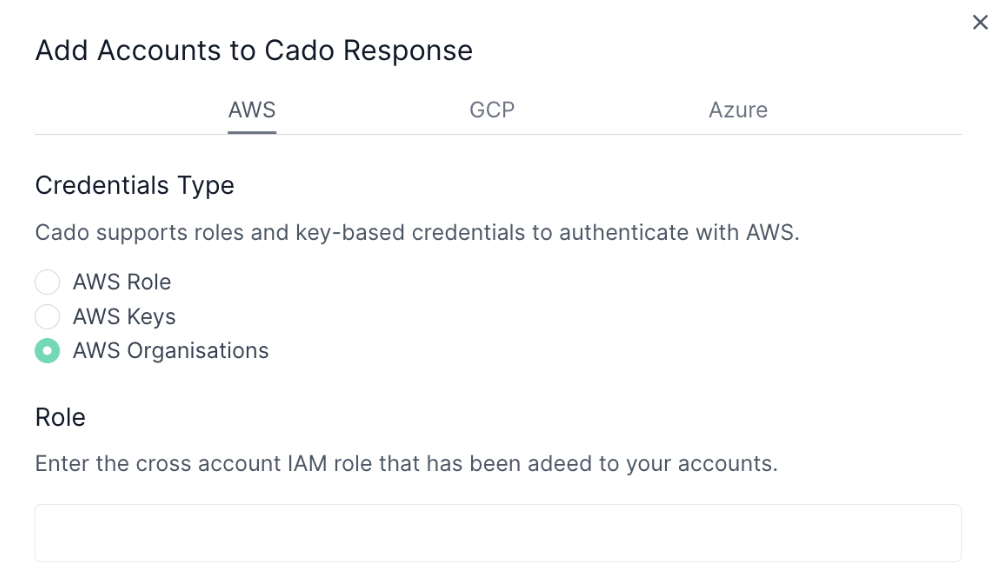 Add Accounts to Cado Response
AWS
GCP
Azure
Credentials Type
Cado supports roles and key-based credentials to authenticate with AWS.
AWS Role
AWS Keys
AWS Organisations
Role
Enter the cross account IAM role that has been adeed to your accounts.